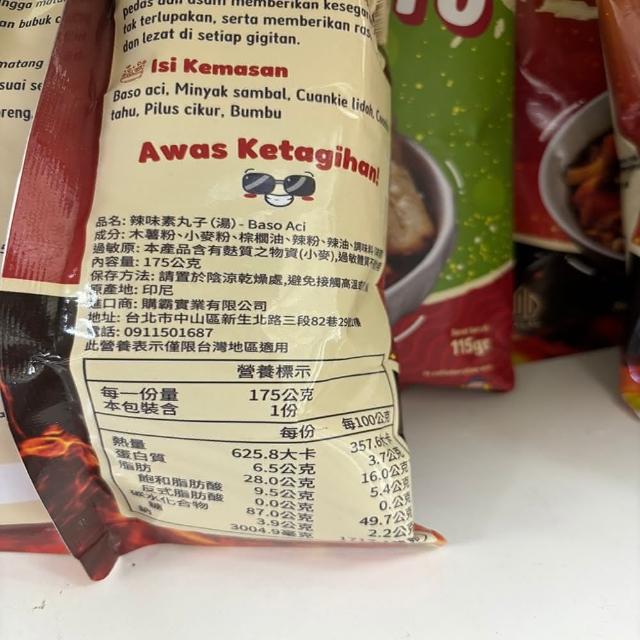 pedas dan asam memberikan
tak terlupakan, serta memberikan
dan lezat di setiap gigitan.
Isi Kemasan
Baso aci, Minyak sambal, Cuankie lidah,
tahu, Pilus cikur, Bumbu
Awas Ketagihan!
品名: 辣味素丸子(湯) - Baso Aci
成分: 木薯粉、小麥粉、棕櫚油、辣粉、辣油、調味料
過敏原: 本產品含有麩質之物質(小麥),過敏體質
內容量: 175公克
保存方法: 請置於陰涼乾燥處,避免接觸高溫
原產地: 印尼
進口商: 購霸實業有限公司
地址: 台北市中山區新生北路三段82巷29
電話: 0911501687
此營養表示僅限台灣地區適用
營養標示
每一份量 175公克
本包裝含 1份
每份 每100公克
熱量 625.8大卡 357.6大卡
蛋白質 6.5公克 3.7公克
脂肪 28.0公克 16.0公克
飽和脂肪酸 9.5公克 5.4公克
反式脂肪酸 0.0公克 0.公克
碳水化合物 87.0公克 49.7公克
糖 3.9公克 2.2公克
鈉 3004.9毫克
115gr